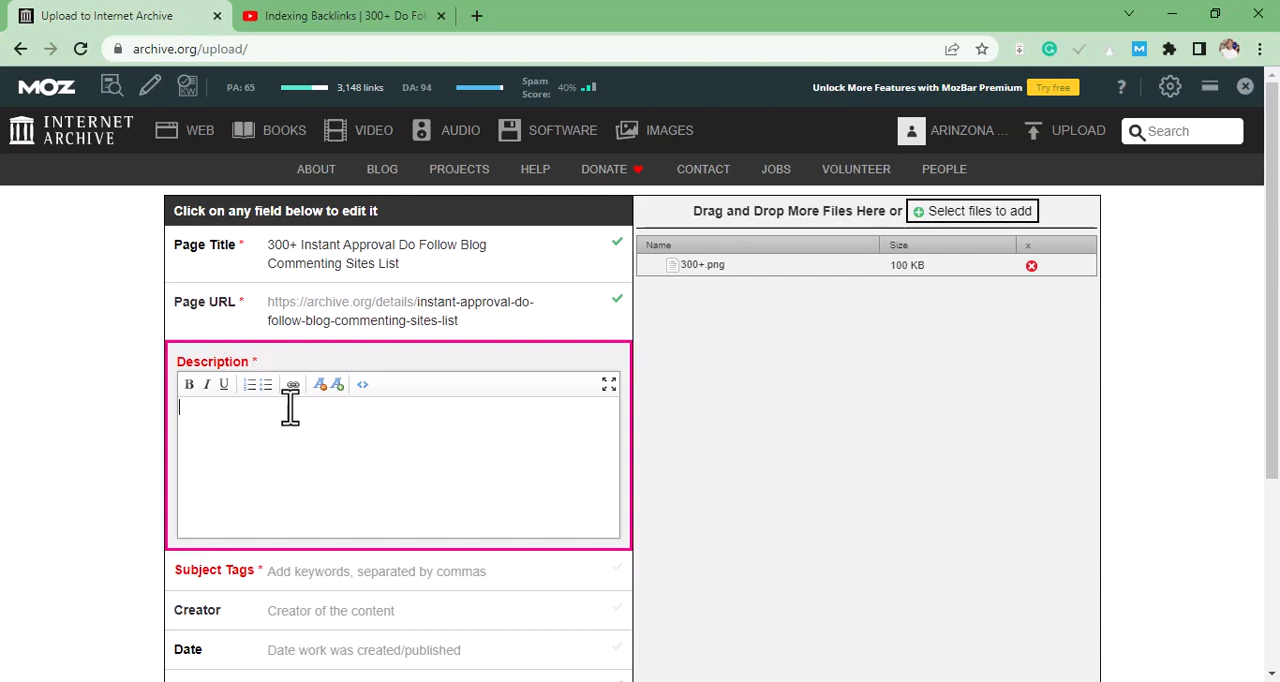 Upload to Internet Archive
Indexing Backlinks | 300+ Do Fol
archive.org/upload/
MOZ
PA: 65
3,148 links
DA: 94
Spam
Score:
40%
Unlock More Features with MozBar Premium
Try free
INTERNET
ARCHIVE
WEB
BOOKS
VIDEO
AUDIO
SOFTWARE
IMAGES
ARINZONA ...
UPLOAD
Search
ABOUT
BLOG
PROJECTS
HELP
DONATE
CONTACT
JOBS
VOLUNTEER
PEOPLE
Click on any field below to edit it
Drag and Drop More Files Here or
Select files to add
Page Title *
300+ Instant Approval Do Follow Blog
Commenting Sites List
Name
Size
x
300+.png
100 KB
Page URL *
https://archive.org/details/instant-approval-do-
follow-blog-commenting-sites-list
Description *
B I U
Subject Tags *
Add keywords, separated by commas
Creator
Creator of the content
Date
Date work was created/published